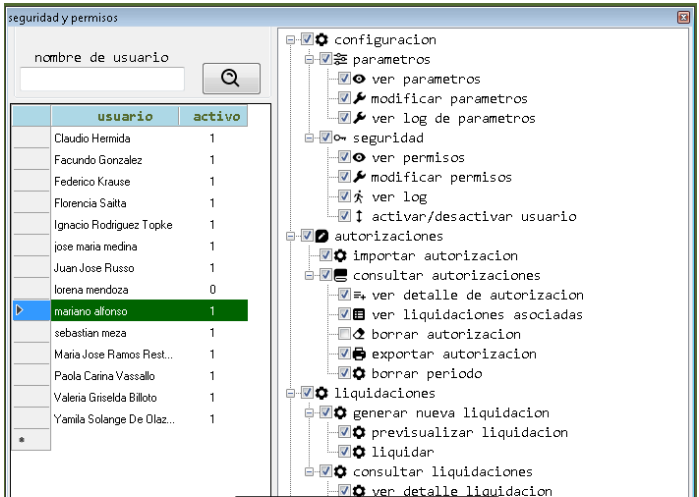 seguridad y permisos
nombre de usuario
usuario activo
Claudio Hermida 1
Facundo Gonzalez 1
Federico Krause 1
Florencia Saitta 1
Ignacio Rodriguez Topke 1
jose maria medina 1
Juan Jose Russo 1
lorena mendoza 0
mariano alfonso 1
sebastian meza 1
Maria Jose Ramos Rest... 1
Paola Carina Vassallo 1
Valeria Griselda Billoto 1
Yamila Solange De Olaz... 1
configuracion
parametros
ver parametros
modificar parametros
ver log de parametros
seguridad
ver permisos
modificar permisos
ver log
activar/desactivar usuario
autorizaciones
importar autorizacion
consultar autorizaciones
ver detalle de autorizacion
ver liquidaciones asociadas
borrar autorizacion
exportar autorizacion
borrar periodo
liquidaciones
generar nueva liquidacion
previsualizar liquidacion
liquidar
consultar liquidaciones
ver detalle liquidacion